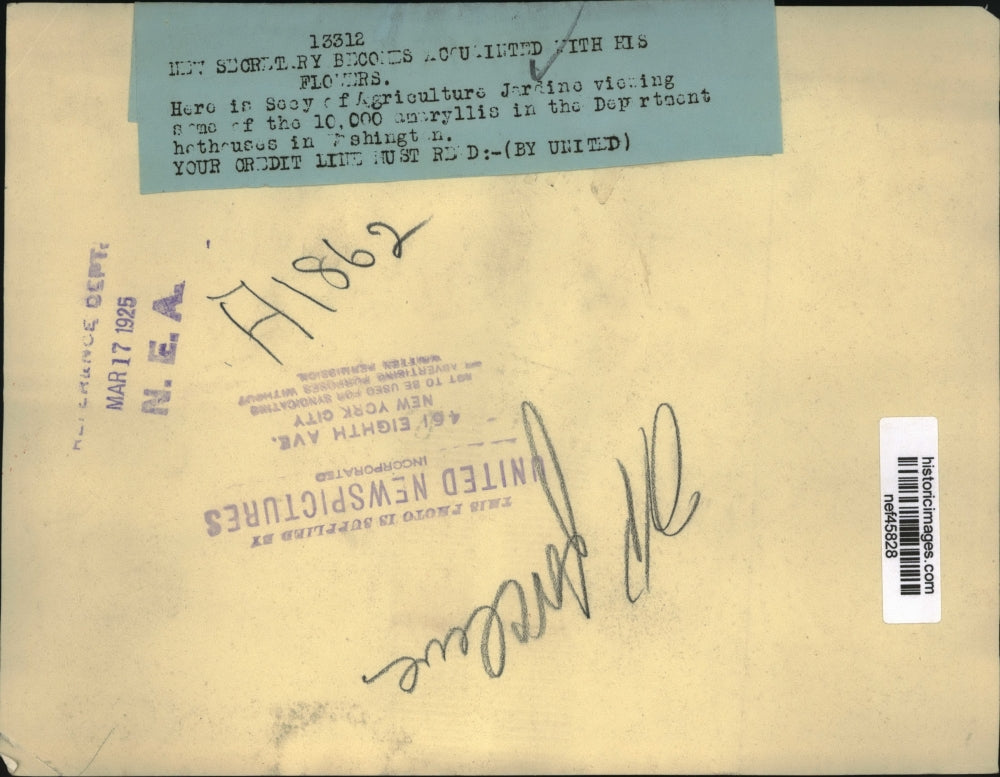 13312
NEW SECRETARY BECOMES ACQUAINTED WITH HIS
FLOWERS.
Here is Secy of Agriculture Jardine viewing
some of the 10,000 amaryllis in the Department
hothouses in Washington.
YOUR CREDIT LINE MUST READ:-(BY UNITED)
A1862
REFERENCE DEPT.
MAR 17 1925
N. E. A.
THIS PHOTO IS SUPPLIED BY
UNITED NEWSPICTURES
INCORPORATED
461 EIGHTH AVE.
NEW YORK CITY
NOT TO BE USED FOR SYNDICATING
OR ADVERTISING PURPOSES WITHOUT
WRITTEN PERMISSION
Jardine
historicimages.com
nef45828